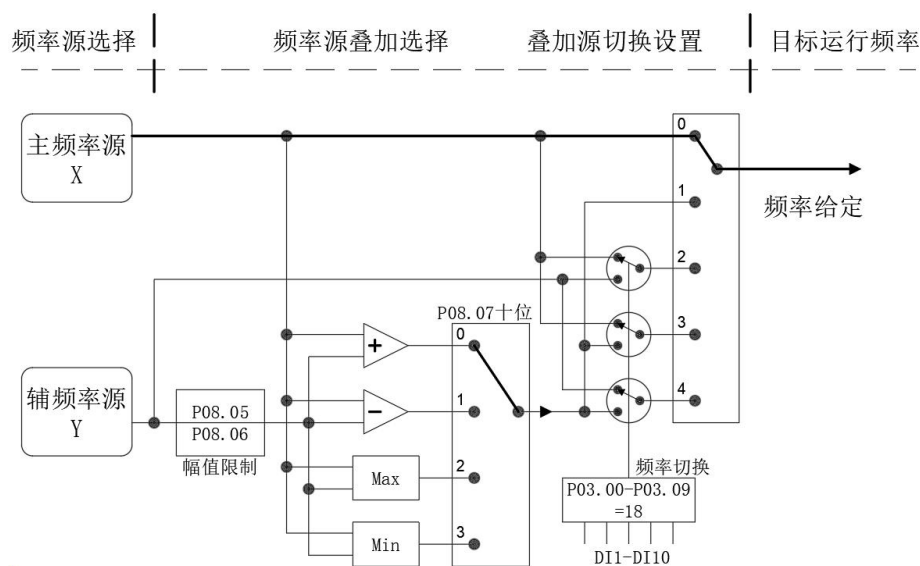 频率源选择
频率源叠加选择
叠加源切换设置
目标运行频率
主频率源
X
0
频率给定
1
2
P08.07十位
3
0
+
辅频率源
Y
P08.05
P08.06
幅值限制
−
1
4
Max
2
频率切换
P03.00-P03.09
=18
Min
3
DI1-DI10